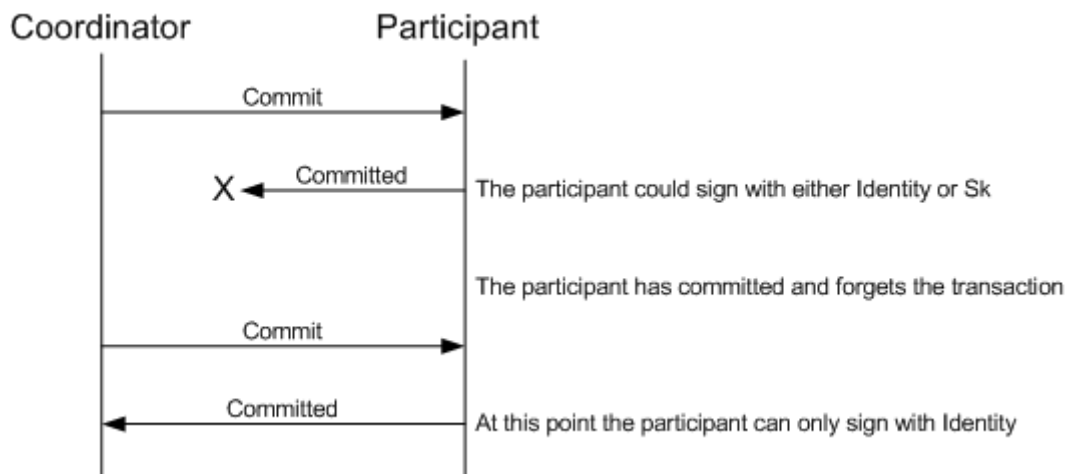 Coordinator
Participant
Commit
X
Committed
The participant could sign with either Identity or Sk
The participant has committed and forgets the transaction
Commit
Committed
At this point the participant can only sign with Identity